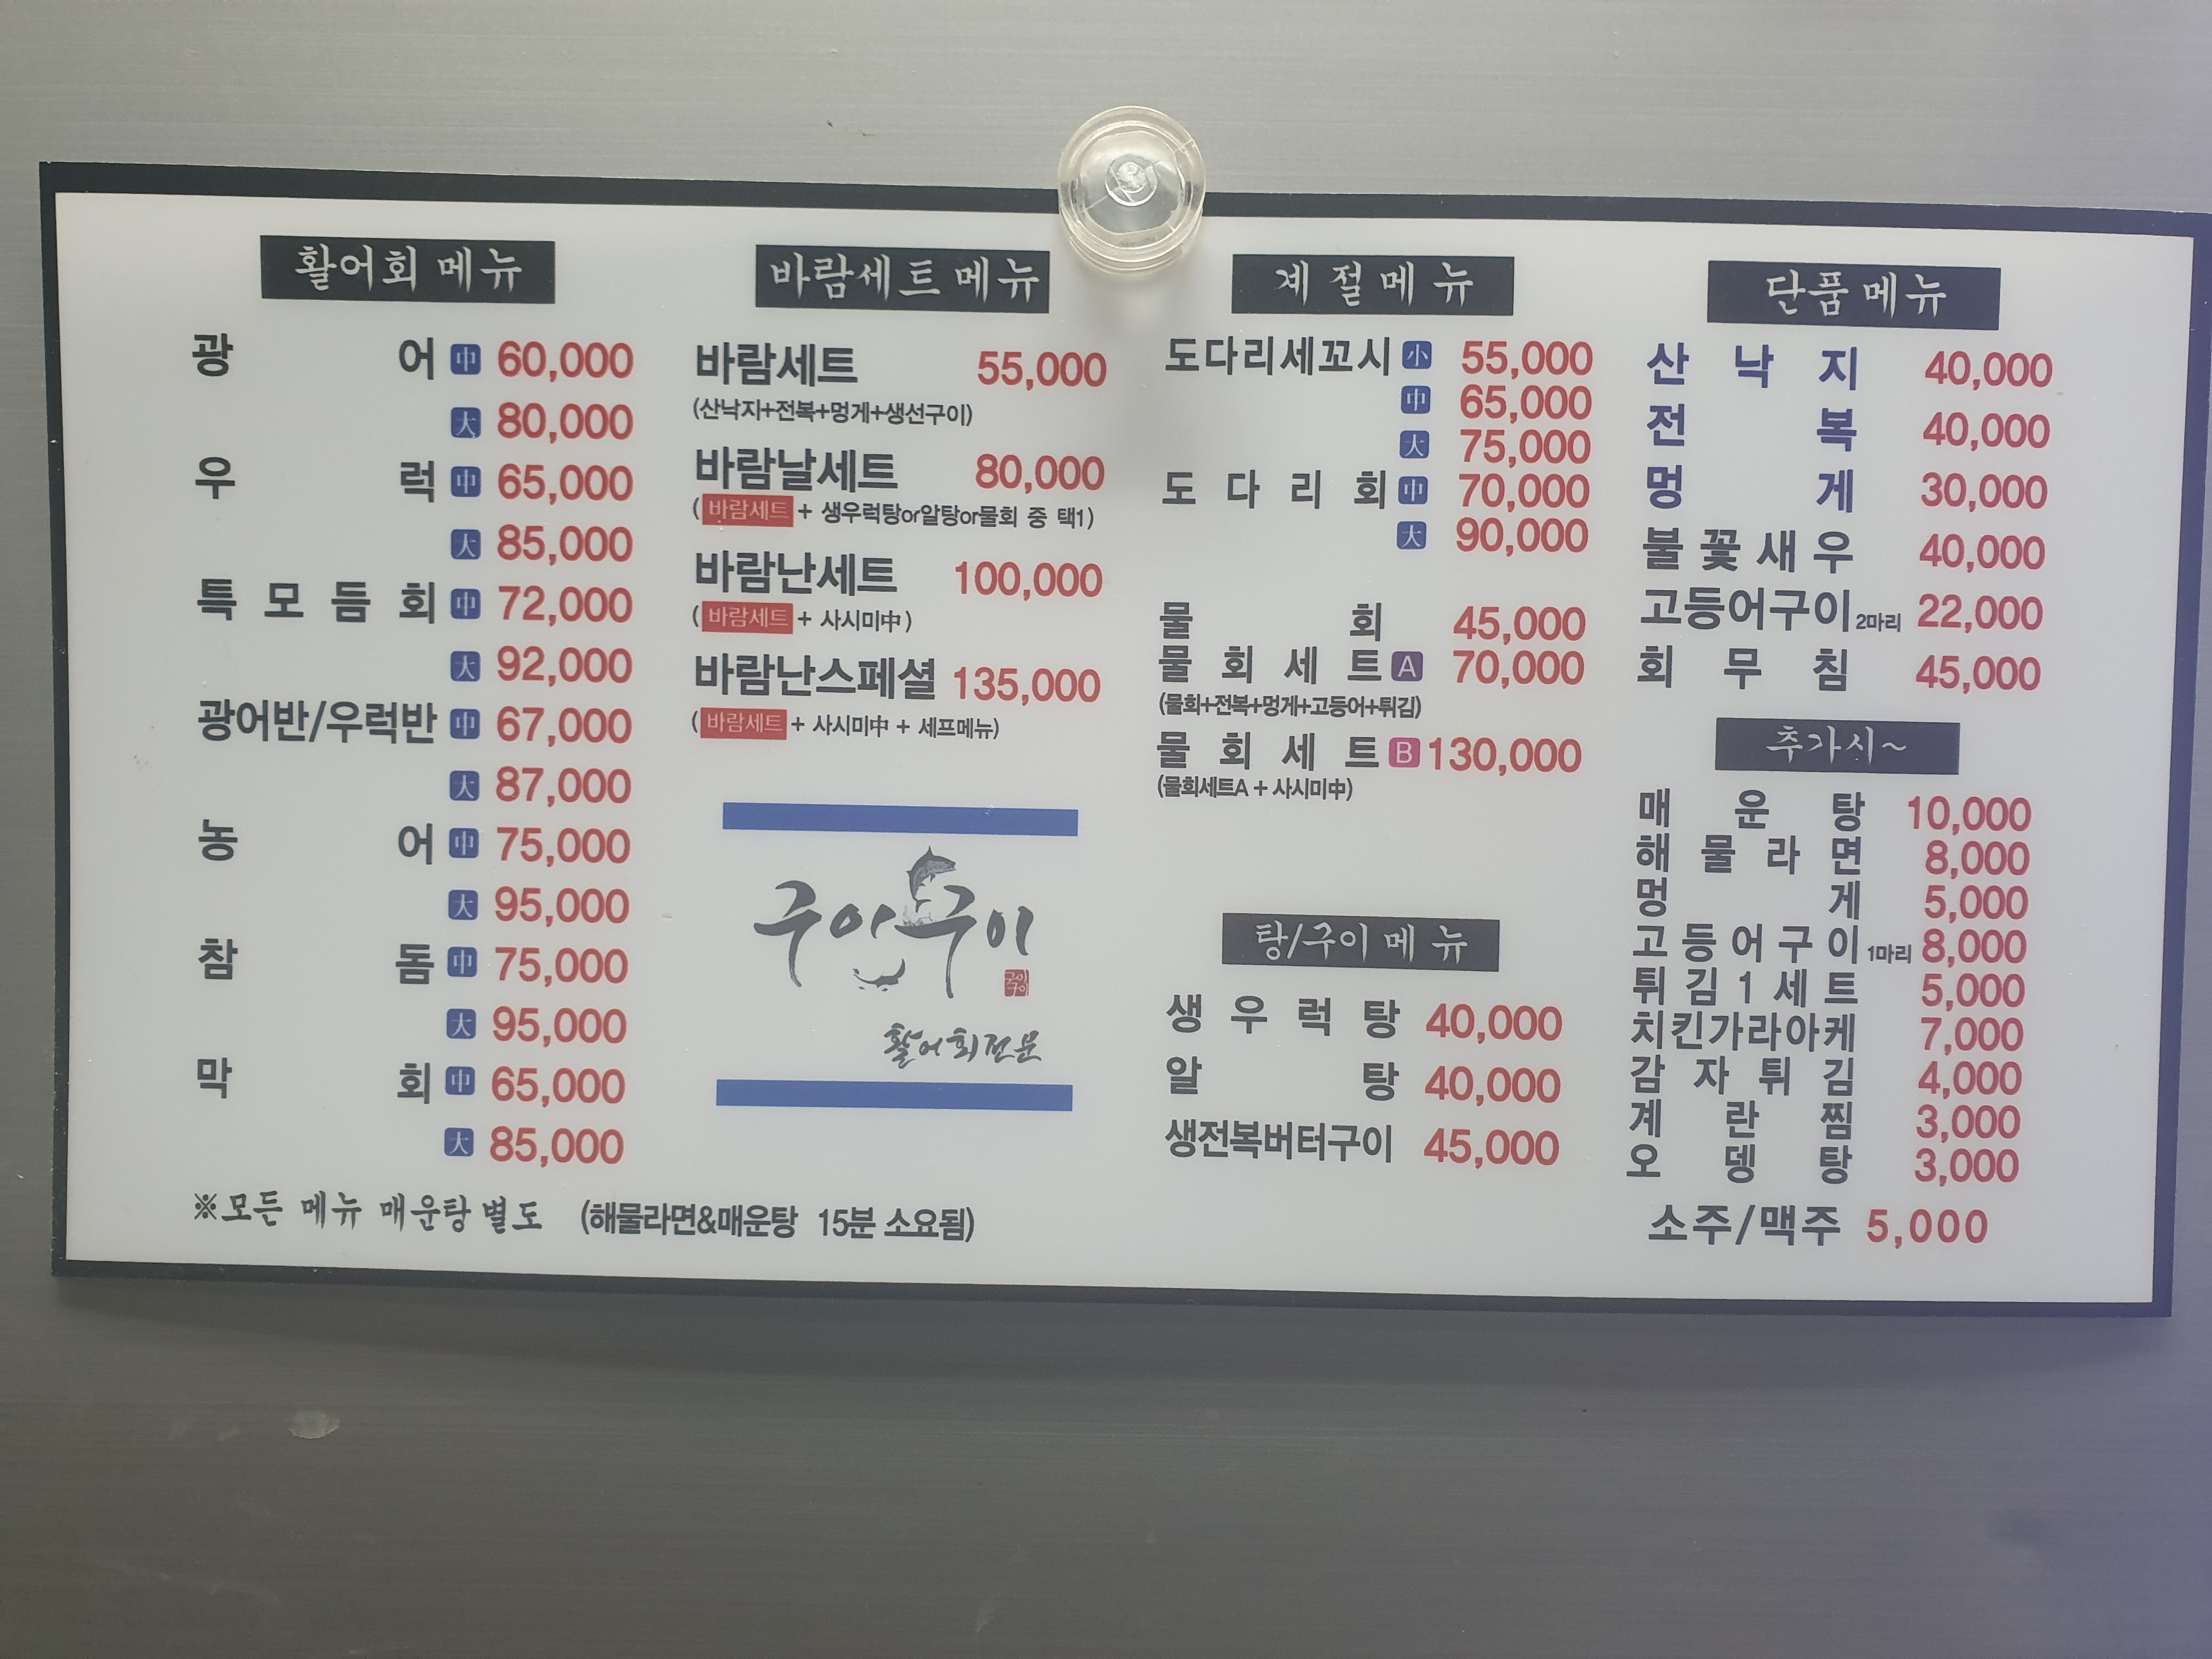 활어회 메뉴
광어 中 60,000
大 80,000
우럭 中 65,000
大 85,000
특모듬회 中 72,000
大 92,000
광어반/우럭반 中 67,000
大 87,000
농어 中 75,000
大 95,000
참돔 中 75,000
大 95,000
막회 中 65,000
大 85,000
※모든 메뉴 매운탕 별도 (해물라면&매운탕 15분 소요됨)
바람세트 메뉴
바람세트 55,000
(산낙지+전복+멍게+생선구이)
바람날세트 80,000
(바람세트 + 생우럭탕or알탕or물회 중 택1)
바람난세트 100,000
(바람세트 + 사시미中)
바람난스페셜 135,000
(바람세트 + 사시미中 + 세프메뉴)
구이구이
구이구이
활어회전문
계절메뉴
도다리세꼬시 小 55,000
中 65,000
大 75,000
도다리회 中 70,000
大 90,000
물회 45,000
물회세트 A 70,000
(물회+전복+멍게+고등어+튀김)
물회세트 B 130,000
(물회세트A + 사시미中)
탕/구이 메뉴
생우럭탕 40,000
알탕 40,000
생전복버터구이 45,000
단품 메뉴
산낙지 40,000
전복 40,000
멍게 30,000
불꽃새우 40,000
고등어구이 2마리 22,000
회무침 45,000
추가시~
매운탕 10,000
해물라면 8,000
멍게 5,000
고등어구이 1마리 8,000
튀김1세트 5,000
치킨가라아케 7,000
감자튀김 4,000
계란찜 3,000
오뎅탕 3,000
소주/맥주 5,000